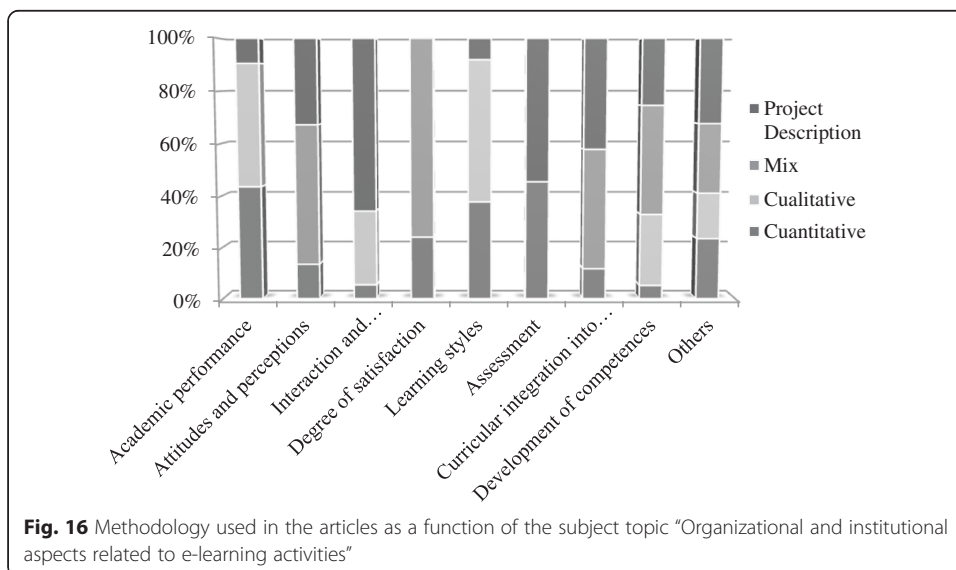 100%
80%
60%
40%
20%
0%
Academic performance
Attitudes and perceptions
Interaction and…
Degree of satisfaction
Learning styles
Assessment
Curricular integration into…
Development of competences
Others
Project
Description
Mix
Cualitative
Cuantitative
Fig. 16 Methodology used in the articles as a function of the subject topic “Organizational and institutional
aspects related to e-learning activities”